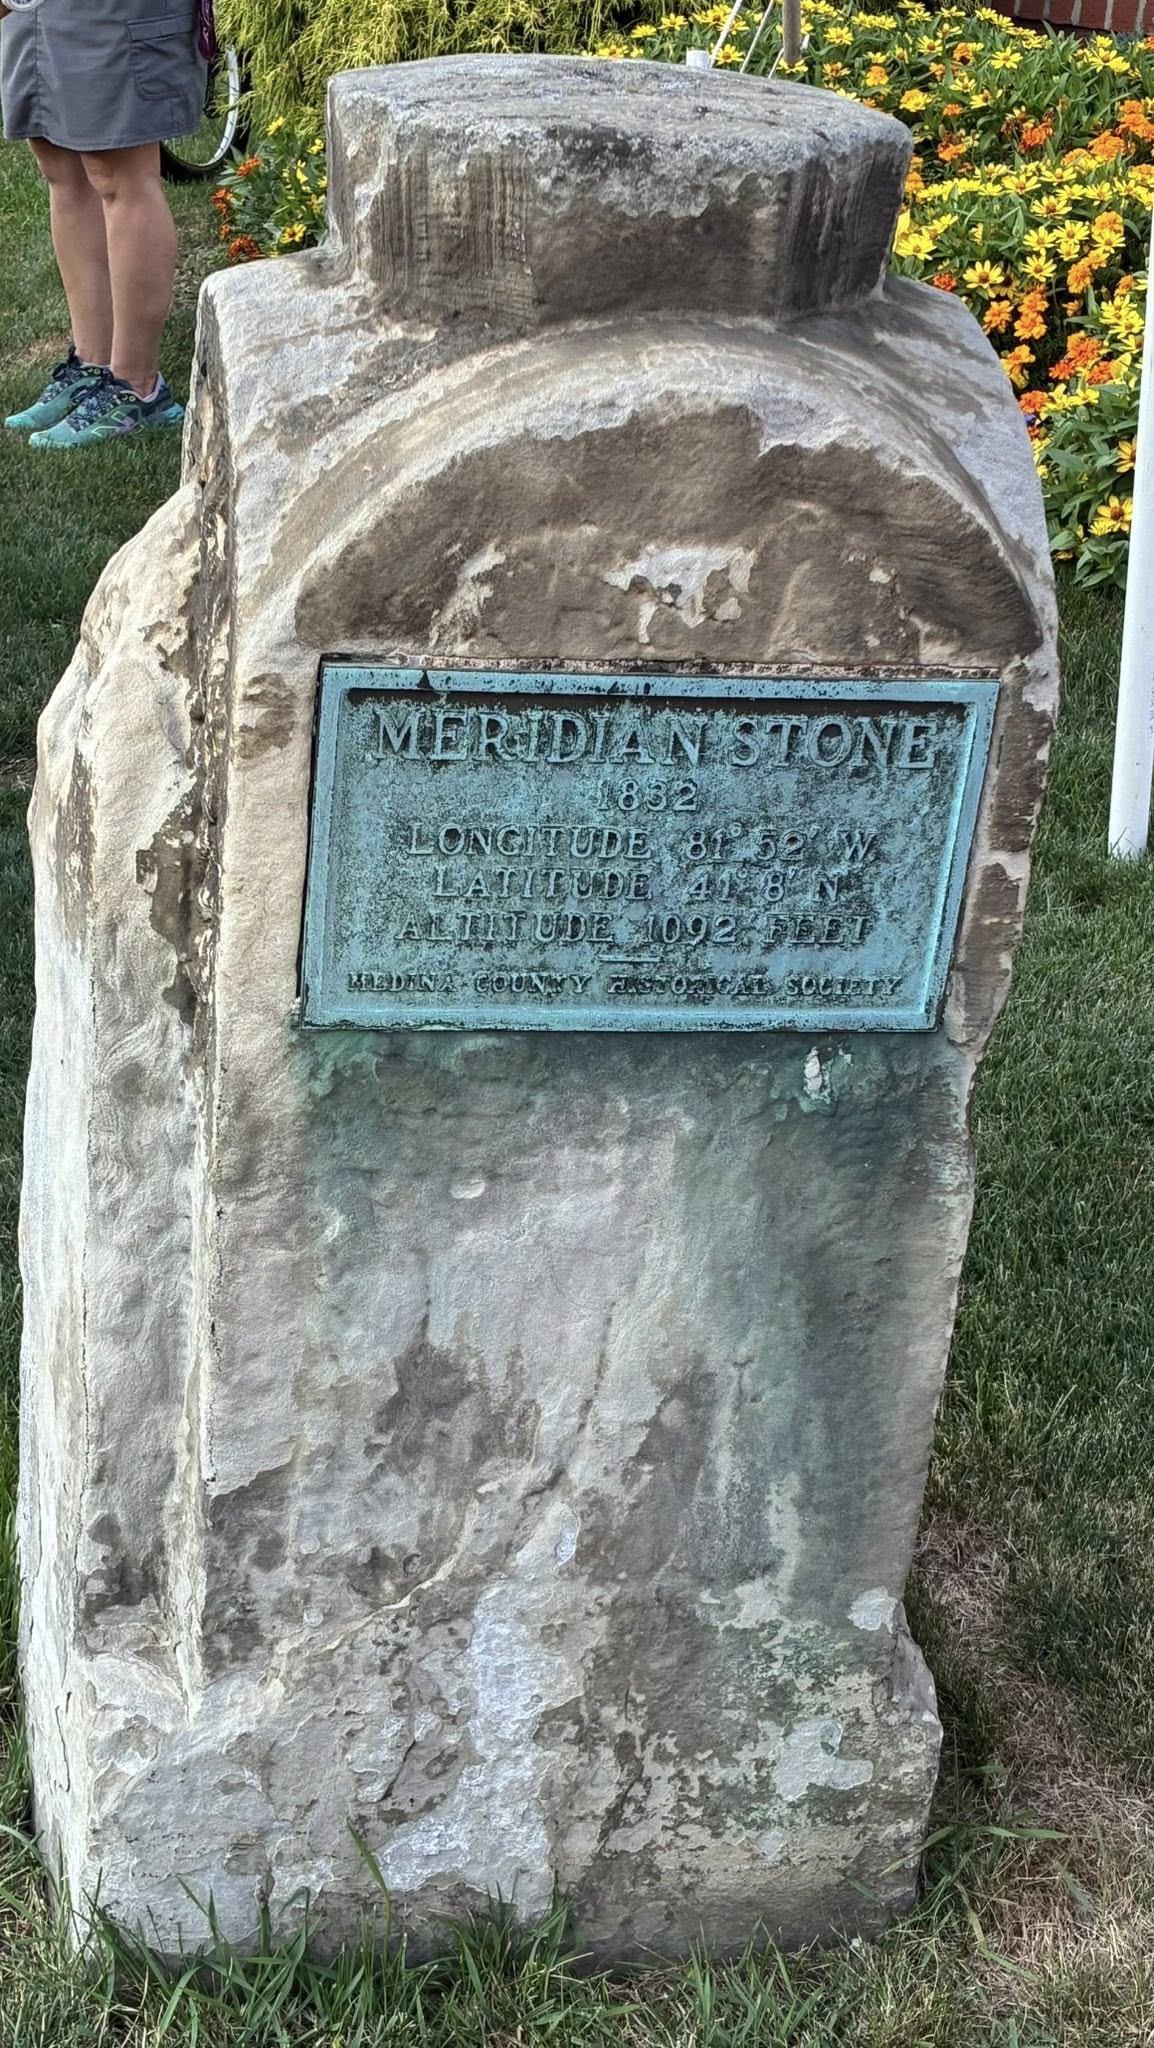 MERIDIAN STONE
1832
LONGITUDE 81° 52' W
LATITUDE 41° 8' N
ALTITUDE 1092 FEET
MEDINA COUNTY HISTORICAL SOCIETY